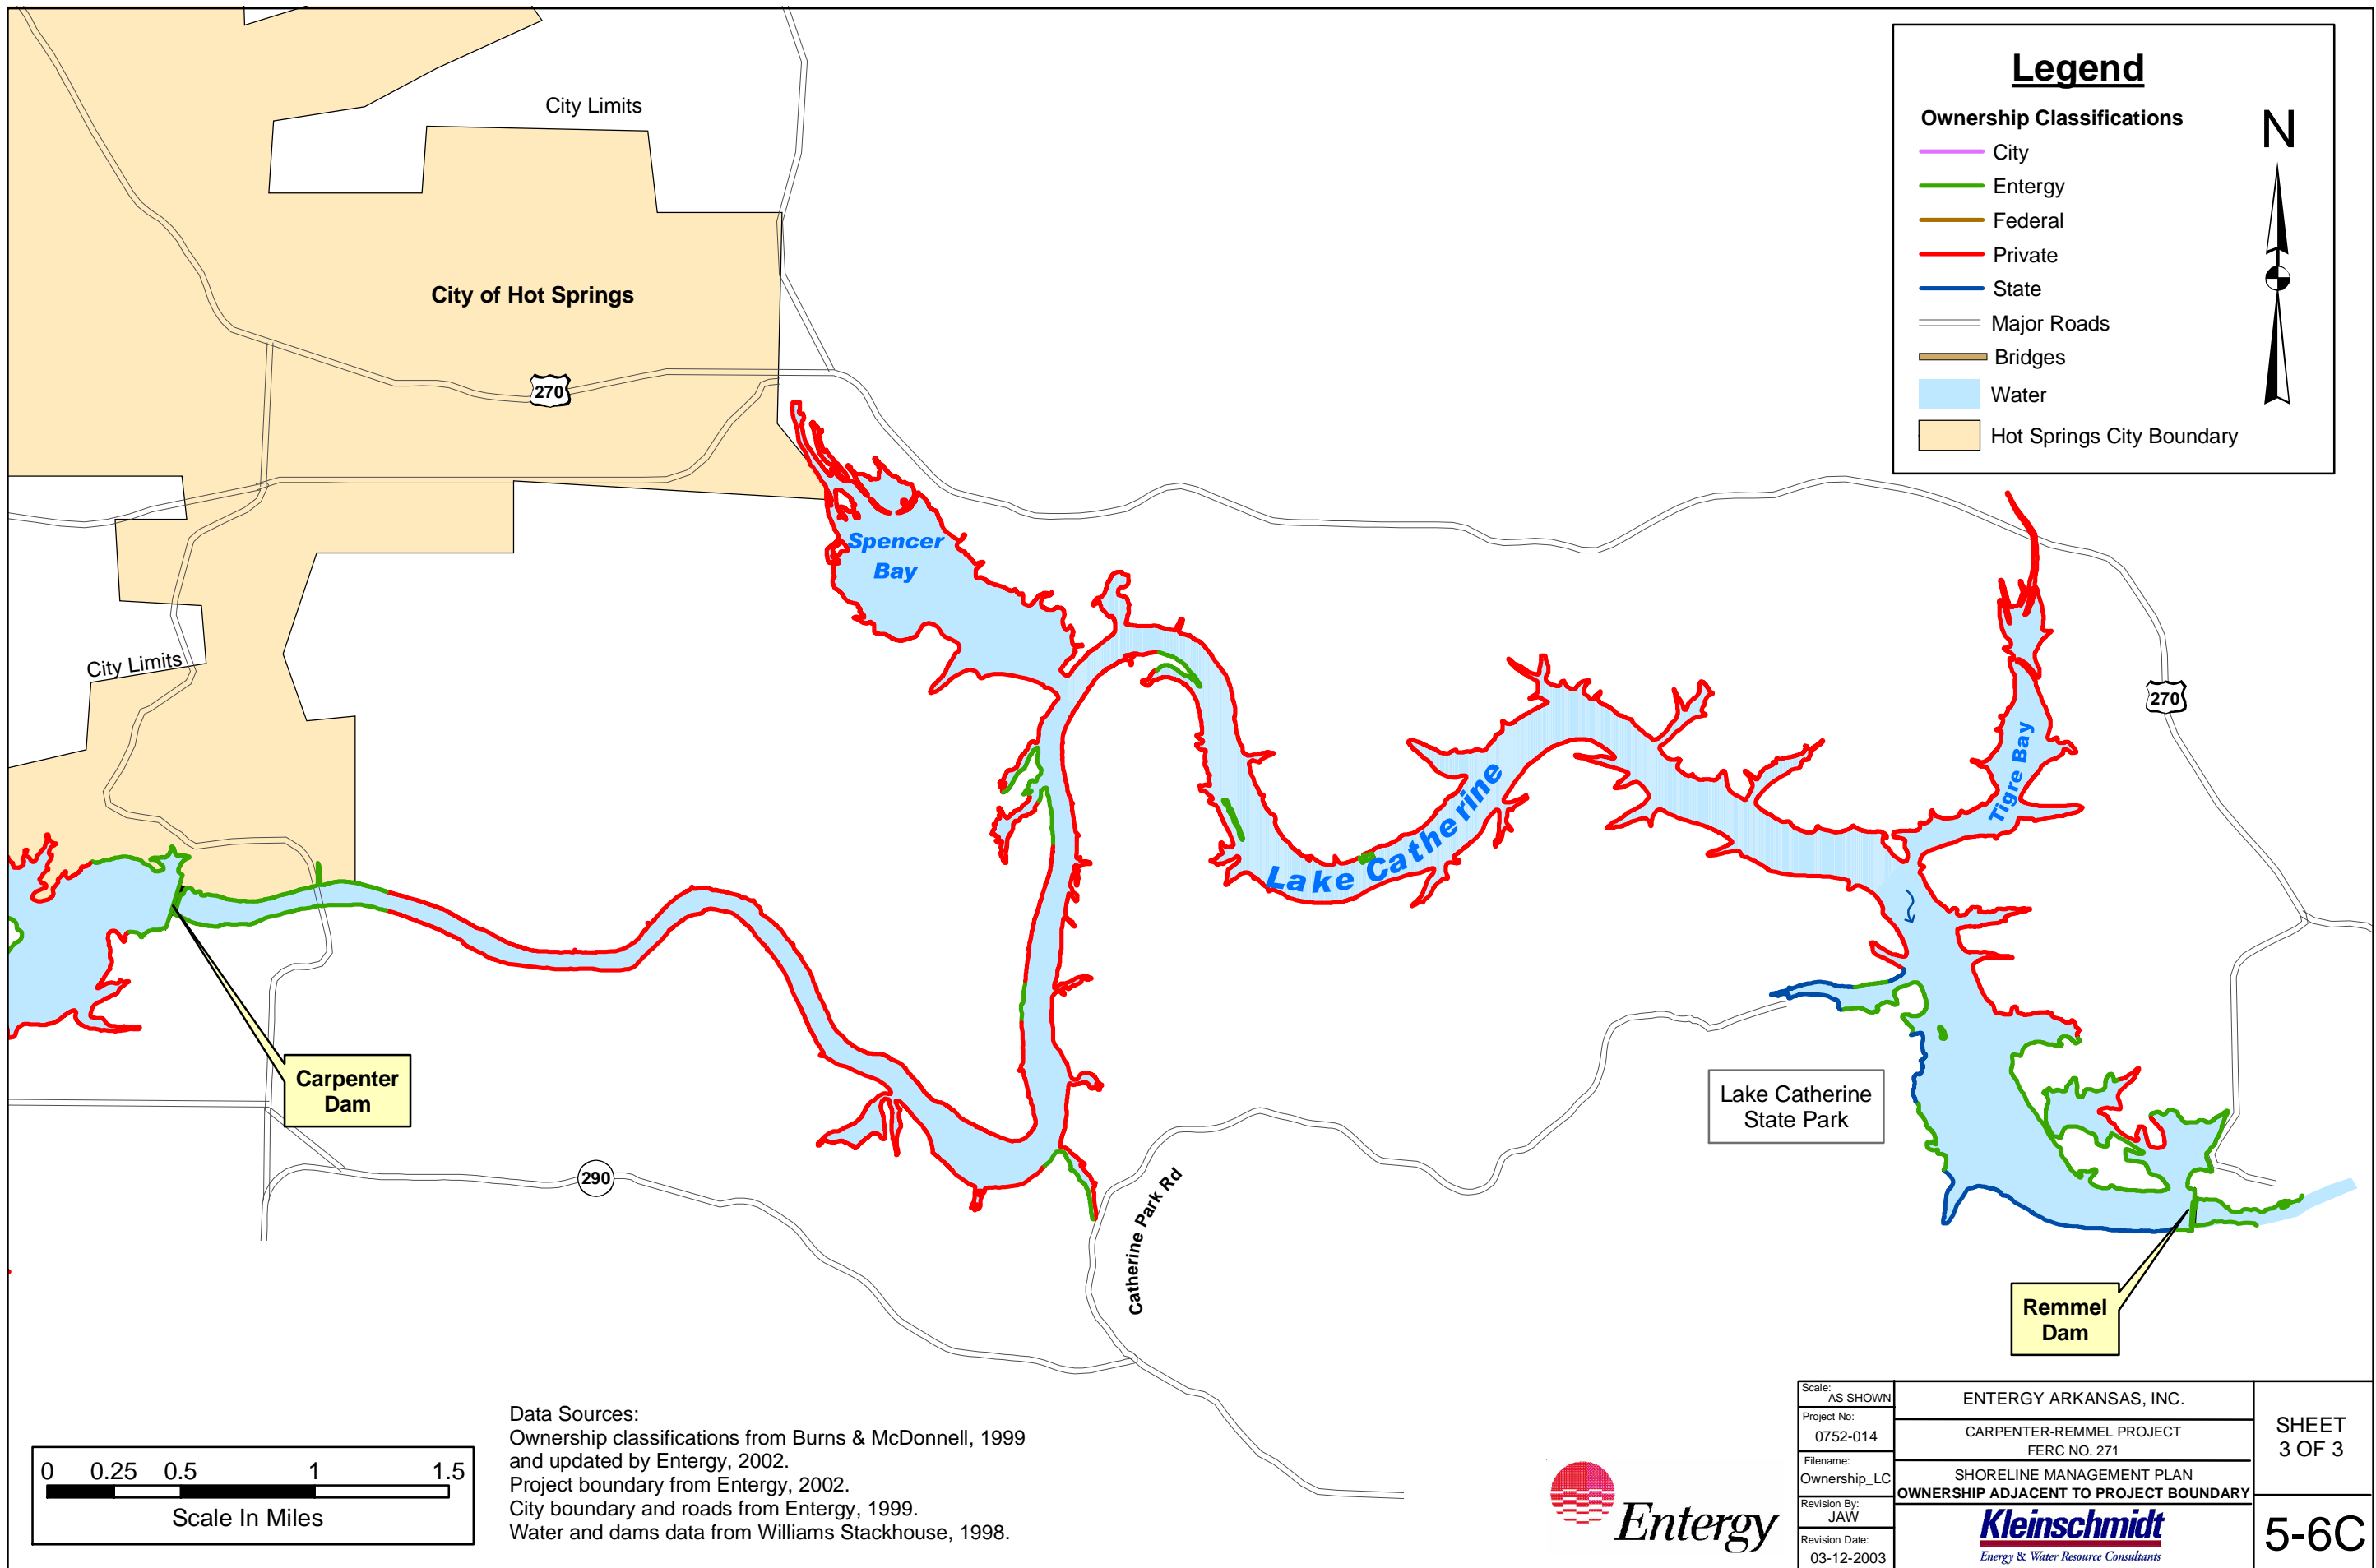 City Limits
City of Hot Springs
270
City Limits
Spencer
Bay
Lake Catherine
Tigre Bay
270
Carpenter
Dam
290
Catherine Park Rd
Lake Catherine
State Park
Remmel
Dam
Legend
Ownership Classifications
N
City
Entergy
Federal
Private
State
Major Roads
Bridges
Water
Hot Springs City Boundary
0 0.25 0.5 1 1.5
Scale In Miles
Data Sources:
Ownership classifications from Burns & McDonnell, 1999
and updated by Entergy, 2002.
Project boundary from Entergy, 2002.
City boundary and roads from Entergy, 1999.
Water and dams data from Williams Stackhouse, 1998.
Entergy
Scale:
AS SHOWN
Project No:
0752-014
Filename:
Ownership_LC
Revision By:
JAW
Revision Date:
03-12-2003
ENTERGY ARKANSAS, INC.
CARPENTER-REMMEL PROJECT
FERC NO. 271
SHORELINE MANAGEMENT PLAN
OWNERSHIP ADJACENT TO PROJECT BOUNDARY
Kleinschmidt
Energy & Water Resource Consultants
SHEET
3 OF 3
5-6C